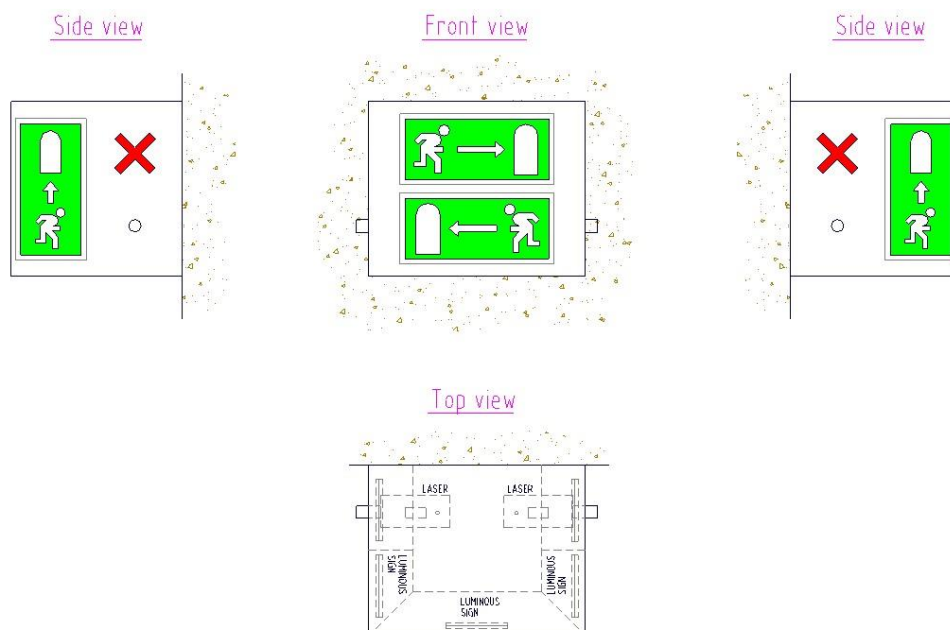 Side view
Front view
Side view
Top view
LASER
LASER
LUMINOUS
SIGN
LUMINOUS
SIGN
LUMINOUS
SIGN